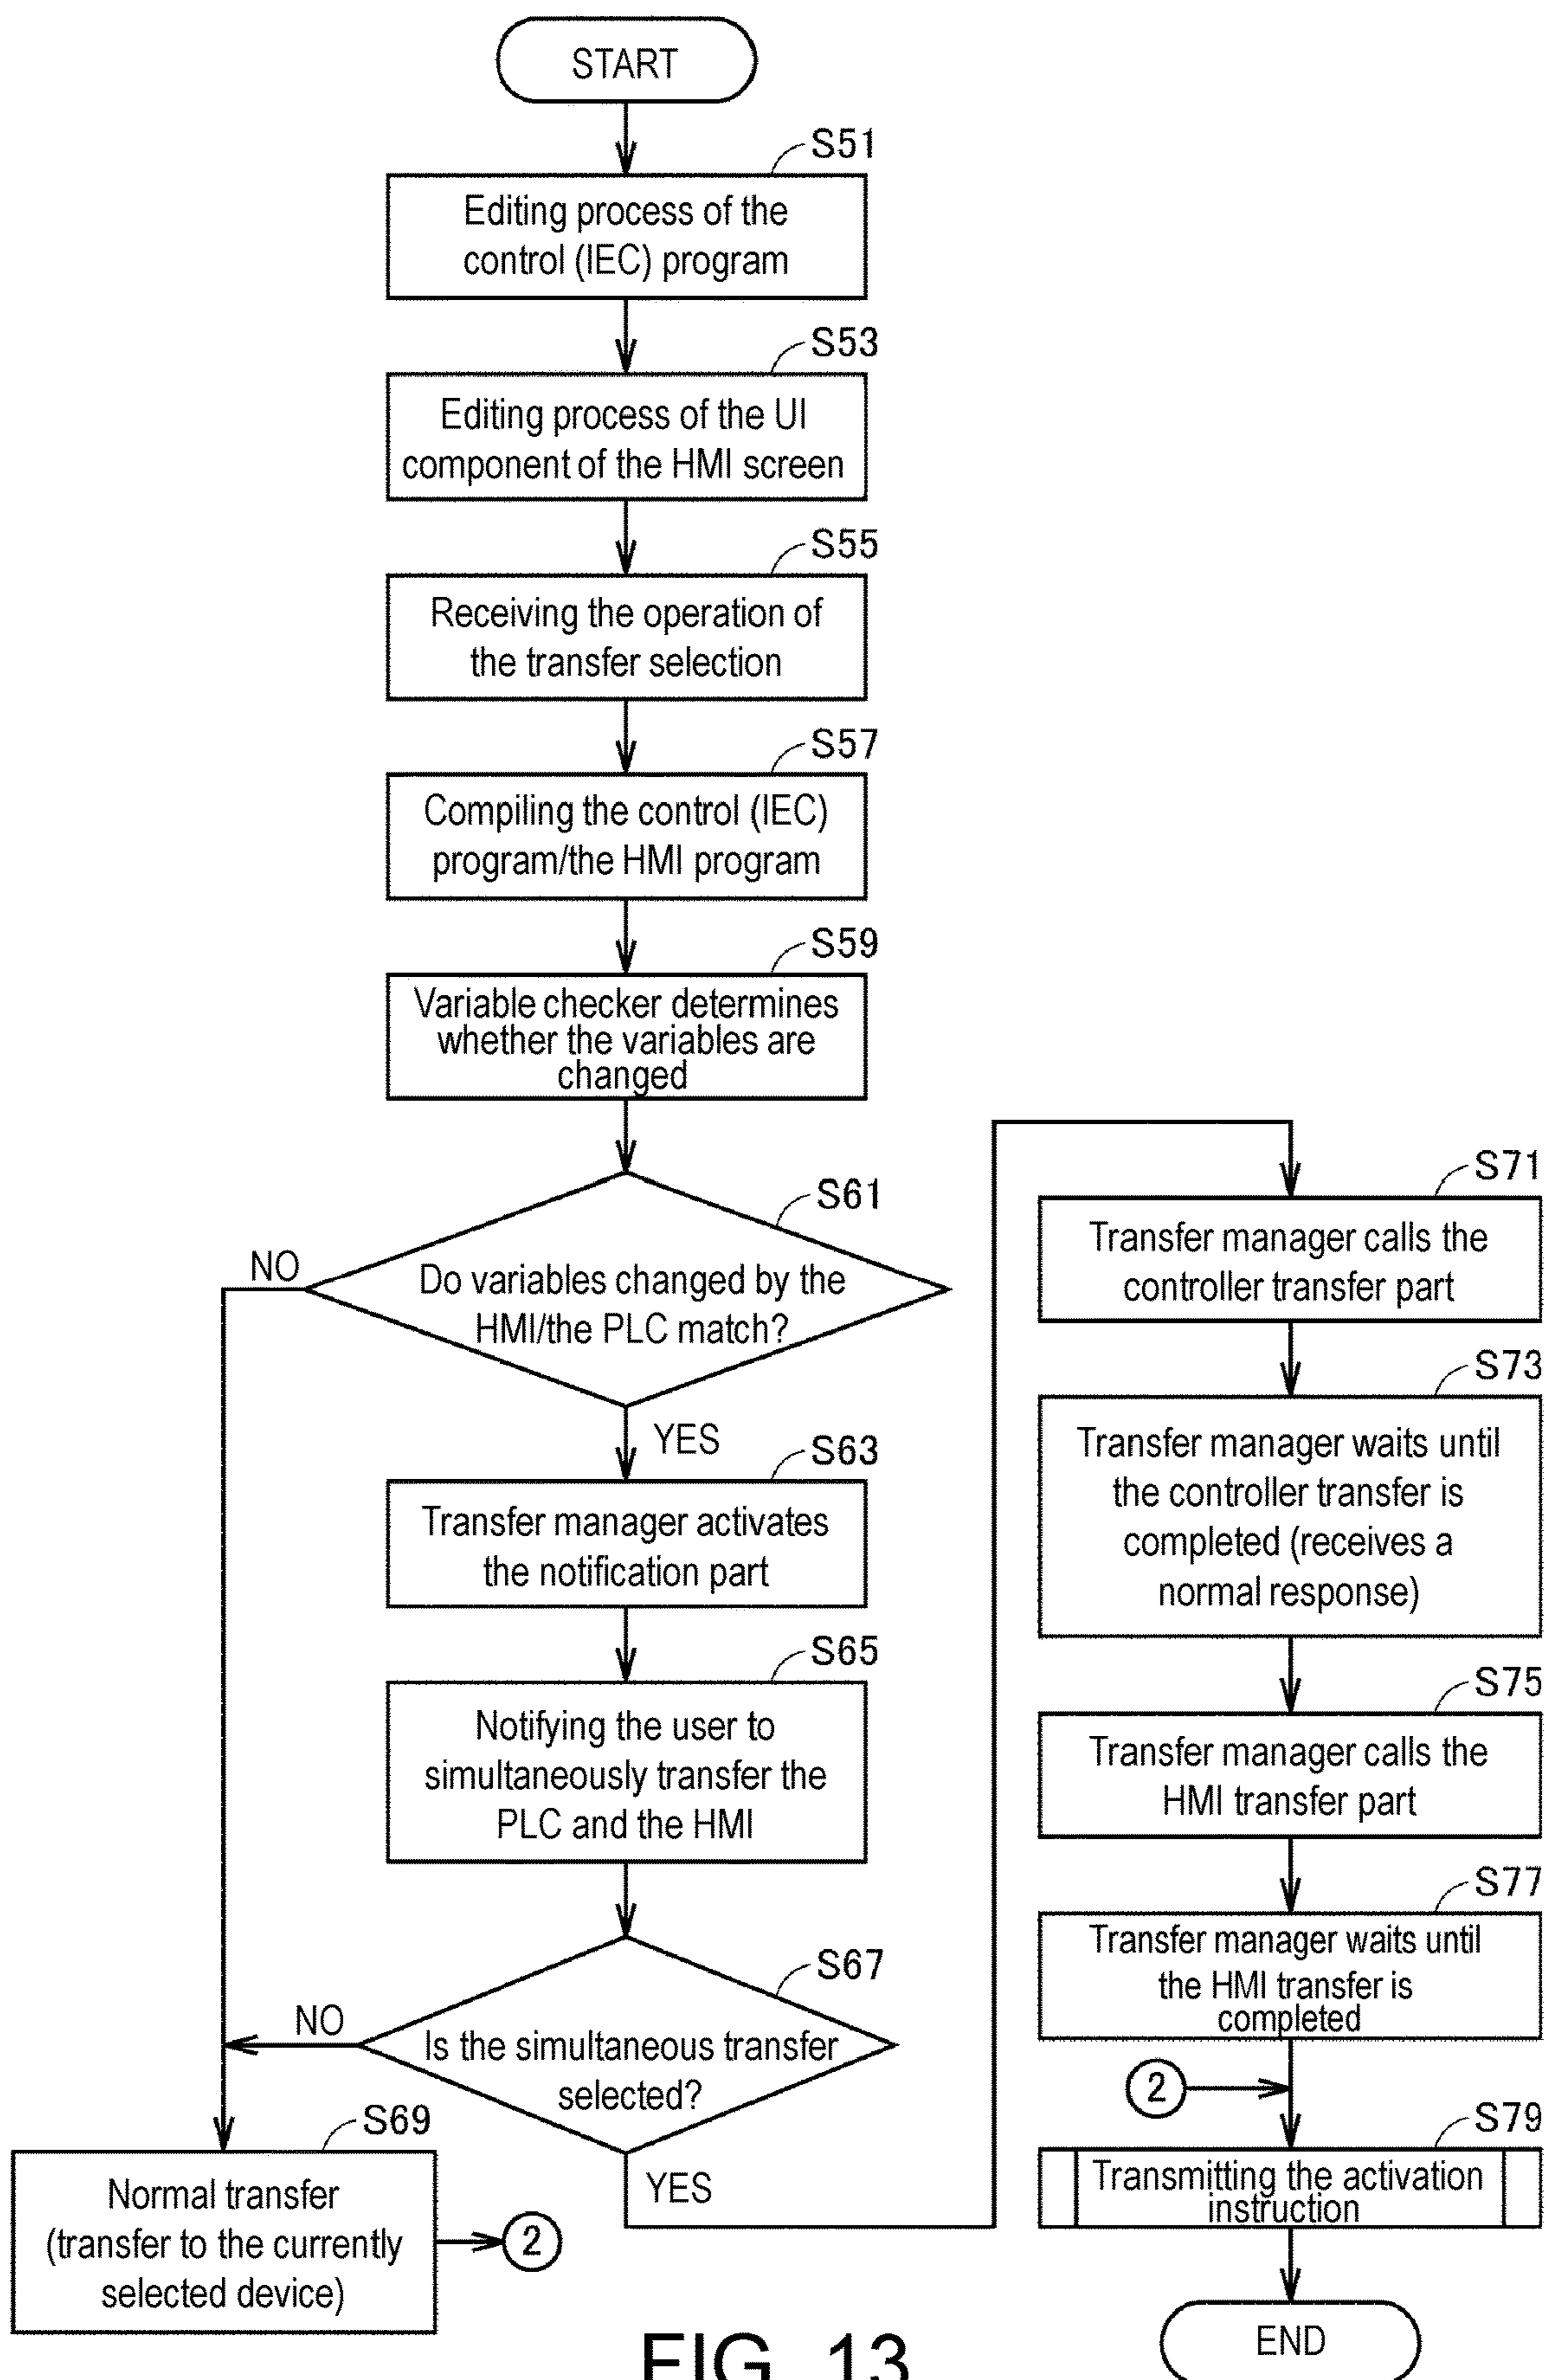 START
S51
Editing process of the
control (IEC) program
S53
Editing process of the UI
component of the HMI screen
S55
Receiving the operation of
the transfer selection
S57
Compiling the control (IEC)
program/the HMI program
S59
Variable checker determines
whether the variables are
changed
S61
NO
Do variables changed by the
HMI/the PLC match?
YES
S63
Transfer manager activates
the notification part
S65
Notifying the user to
simultaneously transfer the
PLC and the HMI
S67
NO
Is the simultaneous transfer
selected?
YES
S69
Normal transfer
(transfer to the currently
selected device)
2
S71
Transfer manager calls the
controller transfer part
S73
Transfer manager waits until
the controller transfer is
completed (receives a
normal response)
S75
Transfer manager calls the
HMI transfer part
S77
Transfer manager waits until
the HMI transfer is
completed
2
S79
Transmitting the activation
instruction
END
FIG. 13